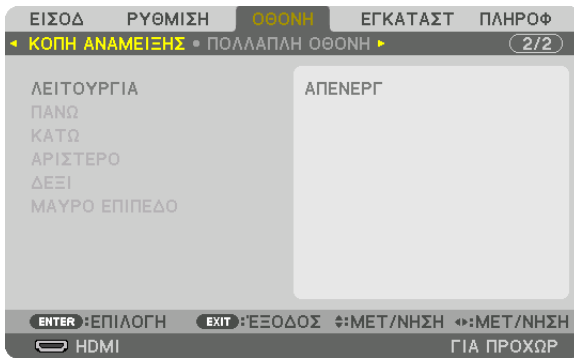 ΕΙΣΟΔ ΡΥΘΜΙΣΗ ΟΘΟΝΗ ΕΓΚΑΤΑΣΤ ΠΛΗΡΟΦ
◂ ΚΟΠΗ ΑΝΑΜΕΙΞΗΣ • ΠΟΛΛΑΠΛΗ ΟΘΟΝΗ ▸ 2/2
ΛΕΙΤΟΥΡΓΙΑ ΑΠΕΝΕΡΓ
ΠΑΝΩ
ΚΑΤΩ
ΑΡΙΣΤΕΡΟ
ΔΕΞΙ
ΜΑΥΡΟ ΕΠΙΠΕΔΟ
ENTER :ΕΠΙΛΟΓΗ EXIT :ΈΞΟΔΟΣ ♦:ΜΕΤ/ΝΗΣΗ ◂▸:ΜΕΤ/ΝΗΣΗ
HDMI ΓΙΑ ΠΡΟΧΩΡ